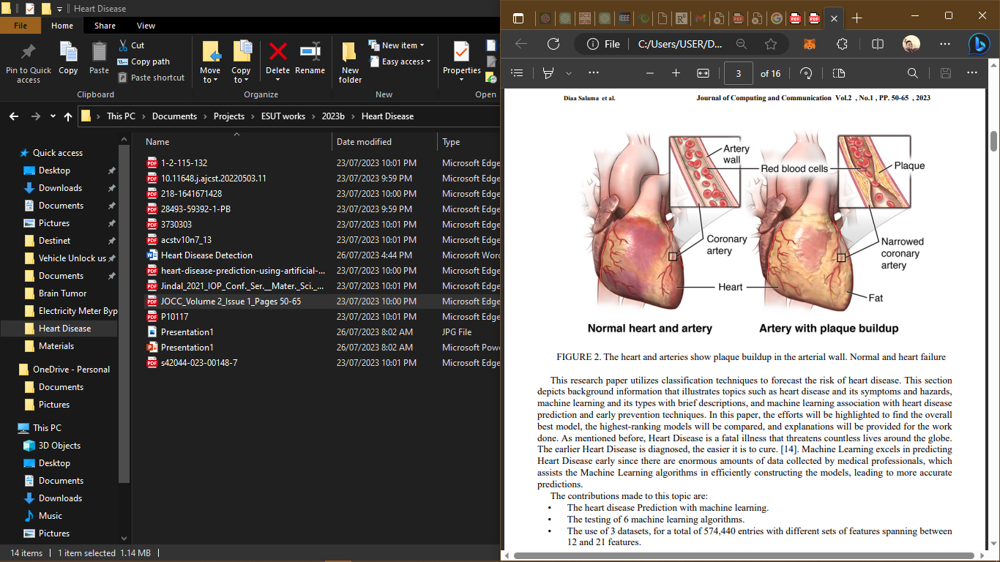 Heart Disease
File
Home
Share
View
Pin to Quick access
Copy
Paste
Cut
Copy path
Paste shortcut
Clipboard
Move to
Copy to
Delete
Rename
Organize
New folder
New item
Easy access
New
Properties
Open
This PC
Documents
Projects
ESUT works
2023b
Heart Disease
Quick access
Desktop
Downloads
Documents
Pictures
Destinet
Vehicle Unlock us
Documents
Brain Tumor
Electricity Meter Byp
Heart Disease
Materials
OneDrive - Personal
Documents
Pictures
This PC
3D Objects
Desktop
Documents
Downloads
Music
Pictures
Name Date modified Type
1-2-115-132 23/07/2023 10:01 PM Microsoft Edge
10.11648.j.ajcst.20220503.11 23/07/2023 9:59 PM Microsoft Edge
218-1641671428 23/07/2023 10:00 PM Microsoft Edge
28493-59392-1-PB 23/07/2023 9:59 PM Microsoft Edge
3730303 23/07/2023 10:01 PM Microsoft Edge
acstv10n7_13 23/07/2023 10:01 PM Microsoft Edge
Heart Disease Detection 26/07/2023 4:44 PM Microsoft Word
heart-disease-prediction-using-artificial-... 23/07/2023 10:00 PM Microsoft Edge
Jindal_2021_IOP_Conf._Ser.__Mater._Sci._... 23/07/2023 10:01 PM Microsoft Edge
JOCC_Volume 2_Issue 1_Pages 50-65 23/07/2023 10:00 PM Microsoft Edge
P10117 23/07/2023 10:01 PM Microsoft Edge
Presentation1 26/07/2023 8:02 AM JPG File
Presentation1 26/07/2023 8:02 AM Microsoft Powe
s42044-023-00148-7 23/07/2023 10:01 PM Microsoft Edge
14 items 1 item selected 1.14 MB
File C:/Users/USER/D...
3 of 16
Diaa Salama et al. Journal of Computing and Communication Vol.2 , No.1 , PP. 50-65 , 2023
Artery wall
Red blood cells
Plaque
Coronary artery
Narrowed coronary artery
Heart
Fat
Normal heart and artery
Artery with plaque buildup
FIGURE 2. The heart and arteries show plaque buildup in the arterial wall. Normal and heart failure
This research paper utilizes classification techniques to forecast the risk of heart disease. This section
depicts background information that illustrates topics such as heart disease and its symptoms and hazards,
machine learning and its types with brief descriptions, and machine learning association with heart disease
prediction and early prevention techniques. In this paper, the efforts will be highlighted to find the overall
best model, the highest-ranking models will be compared, and explanations will be provided for the work
done. As mentioned before, Heart Disease is a fatal illness that threatens countless lives around the globe.
The earlier Heart Disease is diagnosed, the easier it is to cure. [14]. Machine Learning excels in predicting
Heart Disease early since there are enormous amounts of data collected by medical professionals, which
assists the Machine Learning algorithms in efficiently constructing the models, leading to more accurate
predictions.
The contributions made to this topic are:
• The heart disease Prediction with machine learning.
• The testing of 6 machine learning algorithms.
• The use of 3 datasets, for a total of 574,440 entries with different sets of features spanning between
12 and 21 features.